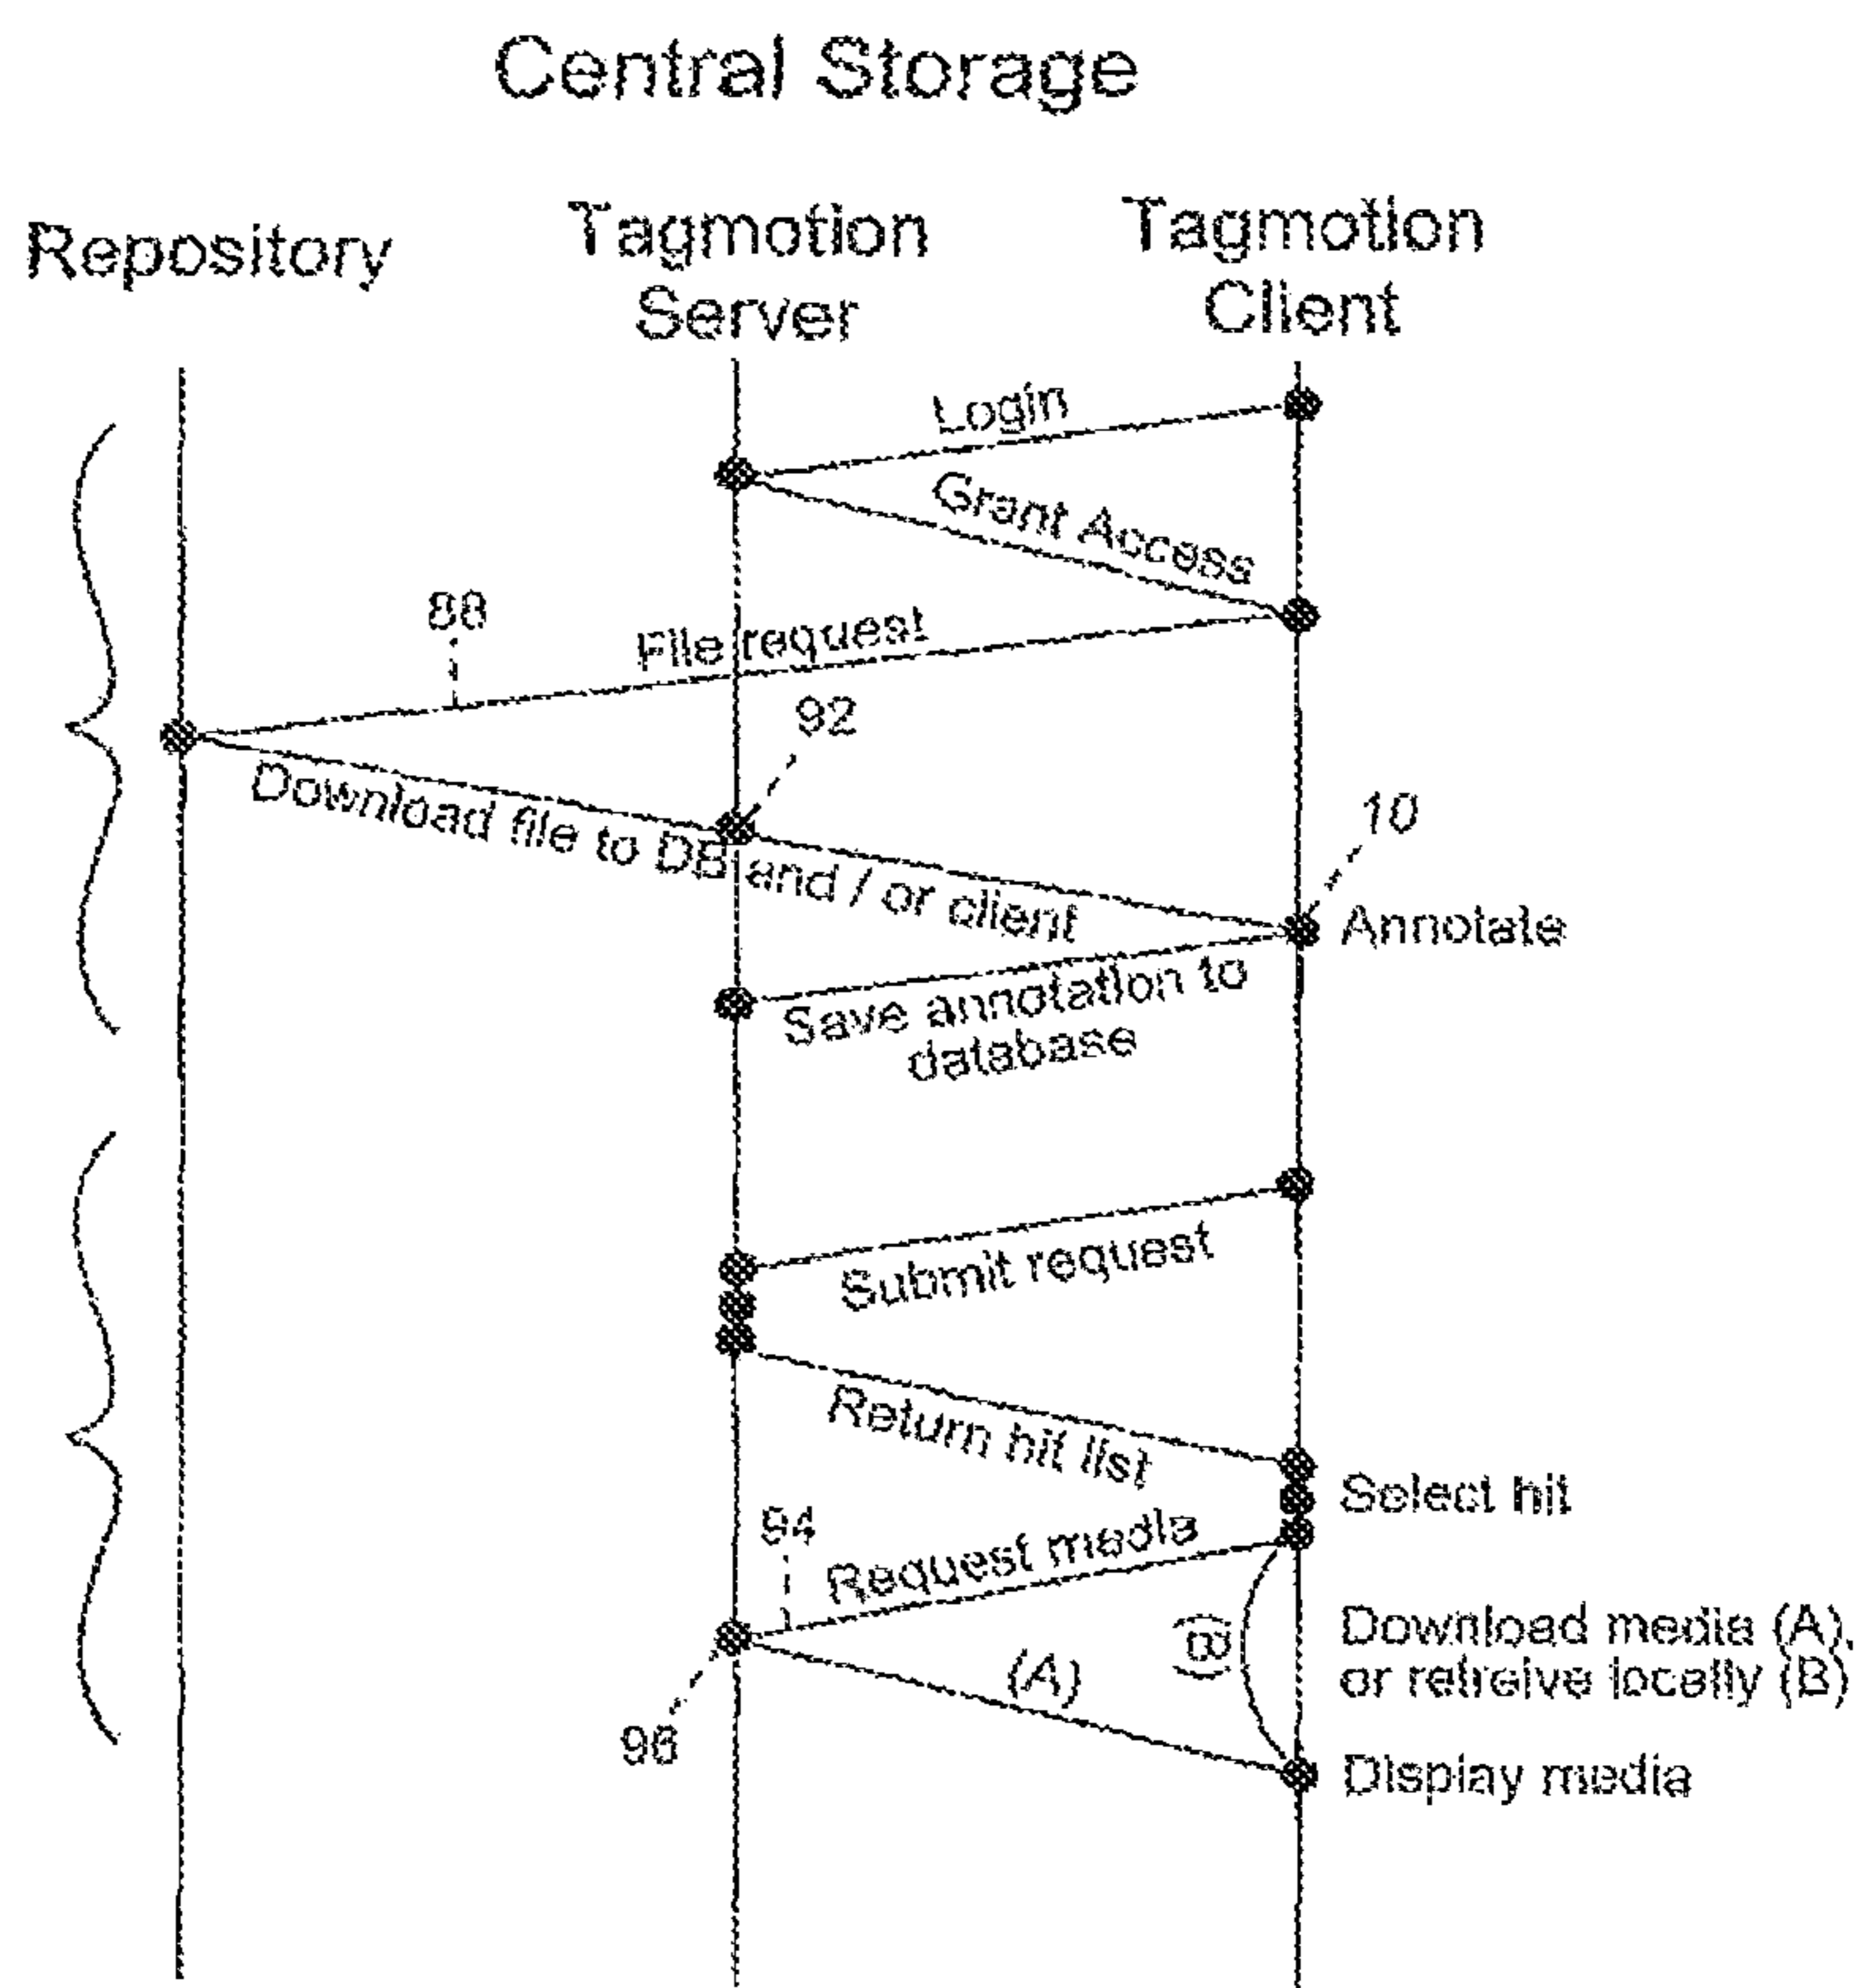 Central Storage
Repository
Tagmotion
Server
Tagmotion
Client
Login
Grant Access
88
File request
92
Download file to DB and / or client
10
Annotate
Save annotation to
database
Submit request
Return hit list
Select hit
94
Request media
(B)
Download media (A),
or retreive locally (B)
(A)
96
Display media